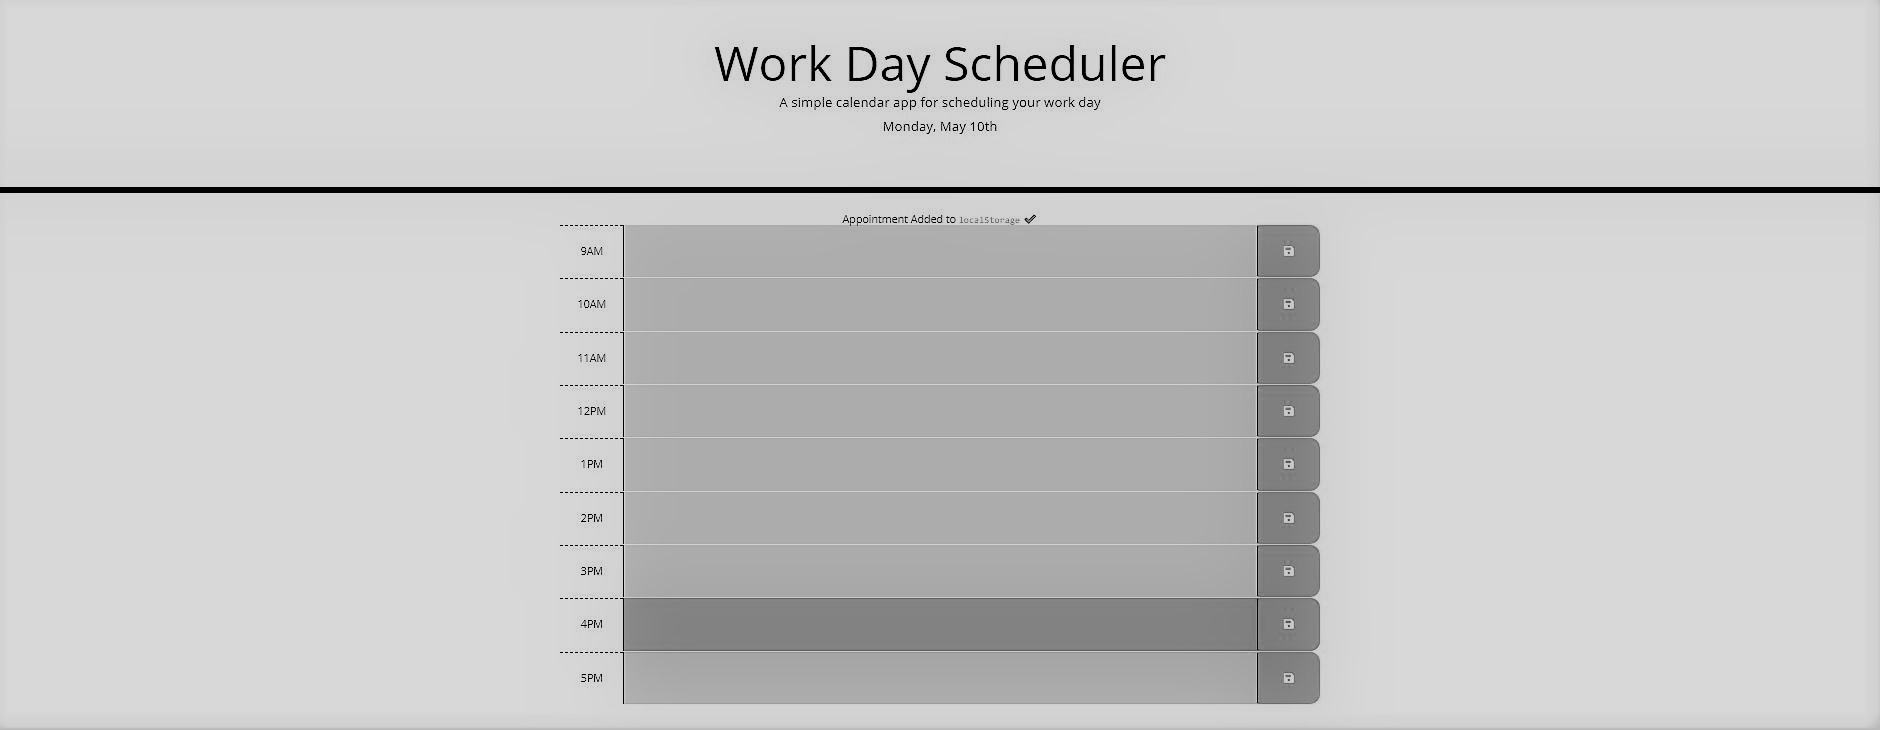 Work Day Scheduler
A simple calendar app for scheduling your work day
Monday, May 10th
Appointment Added to localStorage ✔
9AM
10AM
11AM
12PM
1PM
2PM
3PM
4PM
5PM